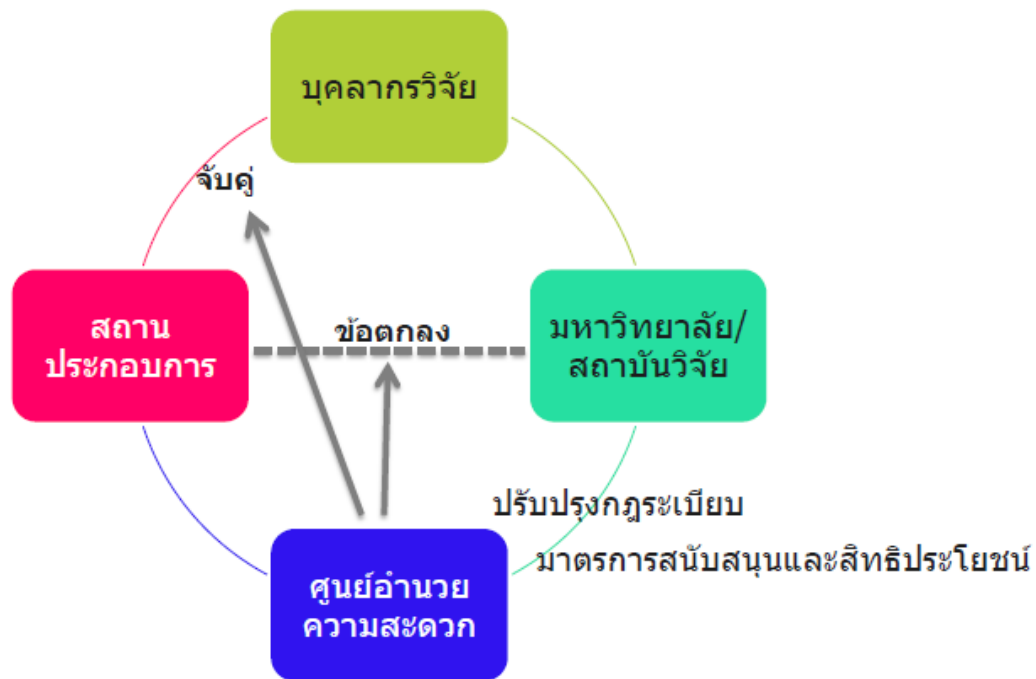 บุคลากรวิจัย
จับคู่
สถาน
ประกอบการ
ข้อตกลง
มหาวิทยาลัย/
สถาบันวิจัย
ปรับปรุงกฎระเบียบ
มาตรการสนับสนุนและสิทธิประโยชน์
ศูนย์อำนวย
ความสะดวก